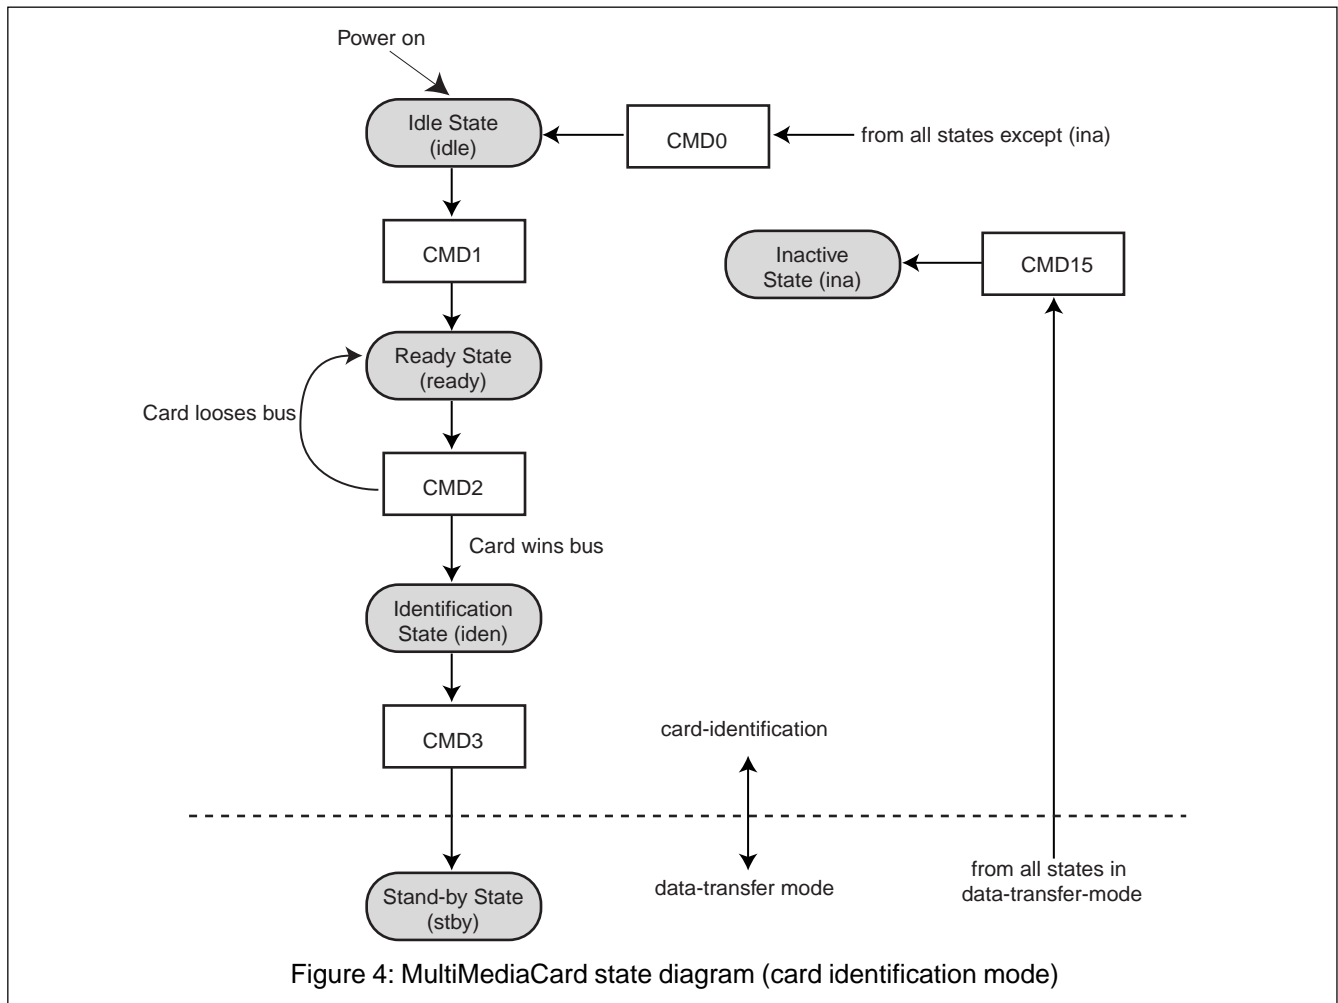 Power on
Idle State
(idle)
CMD0
from all states except (ina)
CMD1
Inactive
State (ina)
CMD15
Ready State
(ready)
Card looses bus
CMD2
Card wins bus
Identification
State (iden)
CMD3
card-identification
data-transfer mode
from all states in
data-transfer-mode
Stand-by State
(stby)
Figure 4: MultiMediaCard state diagram (card identification mode)